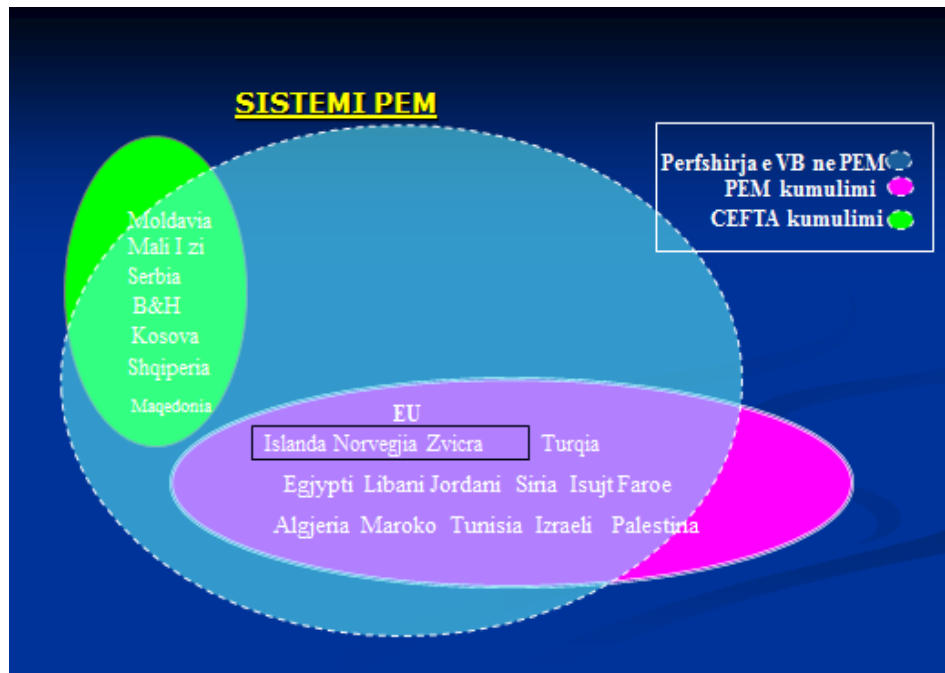 SISTEMI PEM
Perfshirja e VB ne PEM
PEM kumulimi
CEFTA kumulimi
Moldavia
Mali I zi
Serbia
B&H
Kosova
Shqiperia
Maqedonia
EU
Islanda Norvegjia Zvicra Turqia
Egjypti Libani Jordani Siria Isujt Faroe
Algjeria Maroko Tunisia Izraeli Palestina